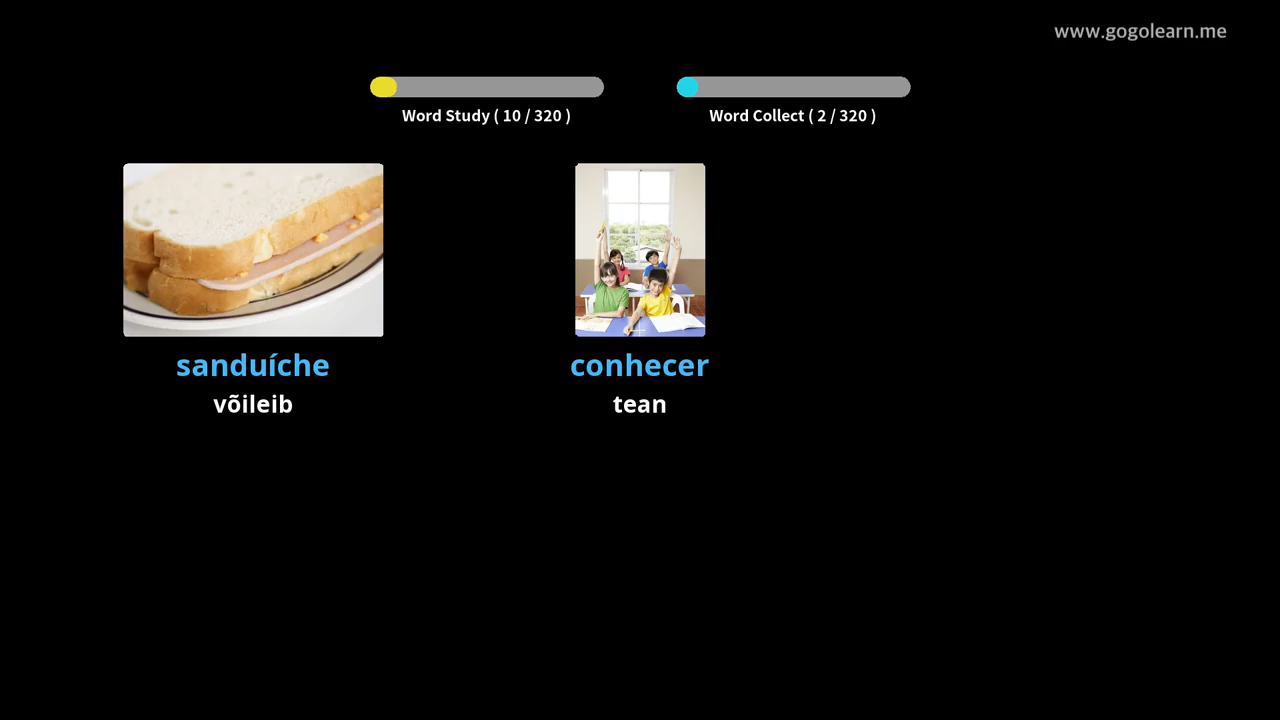 www.gogolearn.me
Word Study ( 10 / 320 )
Word Collect ( 2 / 320 )
sanduíche
võileib
conhecer
tean